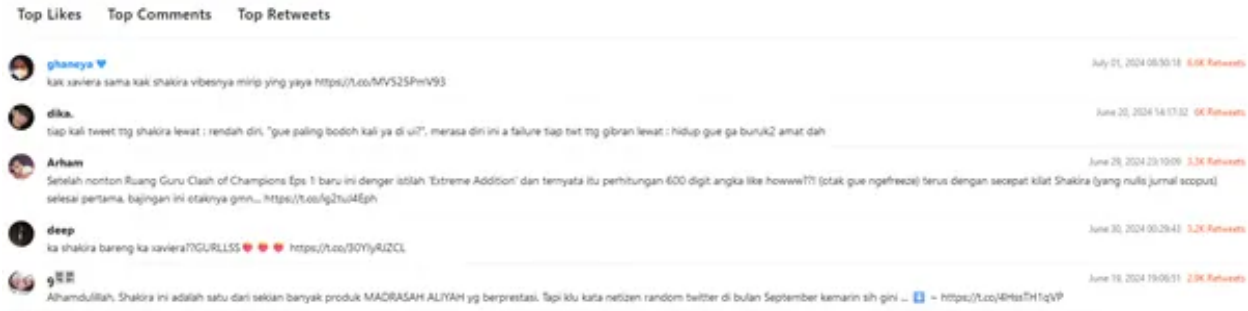 Top Likes Top Comments Top Retweets
ghaneya 💙 July 01, 2024 08:50:18 6.6K Retweets
kak xaviera sama kak shakira vibesnya mirip ying yaya https://t.co/MVS25PmV93
dika. June 20, 2024 14:17:32 6K Retweets
tiap kali tweet ttg shakira lewat : rendah diri, "gue paling bodoh kali ya di ui?", merasa diri ini a failure tiap twt ttg gibran lewat : hidup gue ga buruk2 amat dah
Arham June 29, 2024 23:10:09 3.3K Retweets
Setelah nonton Ruang Guru Clash of Champions Eps 1 baru ini denger istilah 'Extreme Addition' dan ternyata itu perhitungan 600 digit angka like howww??! (otak gue ngefreeze) terus dengan secepat kilat Shakira (yang nulis jurnal scopus)
selesai pertama. bajingan ini otaknya gmn... https://t.co/lg2tuJ4Eph
deep June 30, 2024 00:29:43 3.2K Retweets
ka shakira bareng ka xaviera??GURLLSS https://t.co/30YIyRJZCL
g June 19, 2024 19:06:51 2.9K Retweets
Alhamdulillah, Shakira ini adalah satu dari sekian banyak produk MADRASAH ALIYAH yg berprestasi. Tapi klu kata netizen random twitter di bulan September kemarin sih gini ... ⬇️ ~ https://t.co/4HssTH1qVP